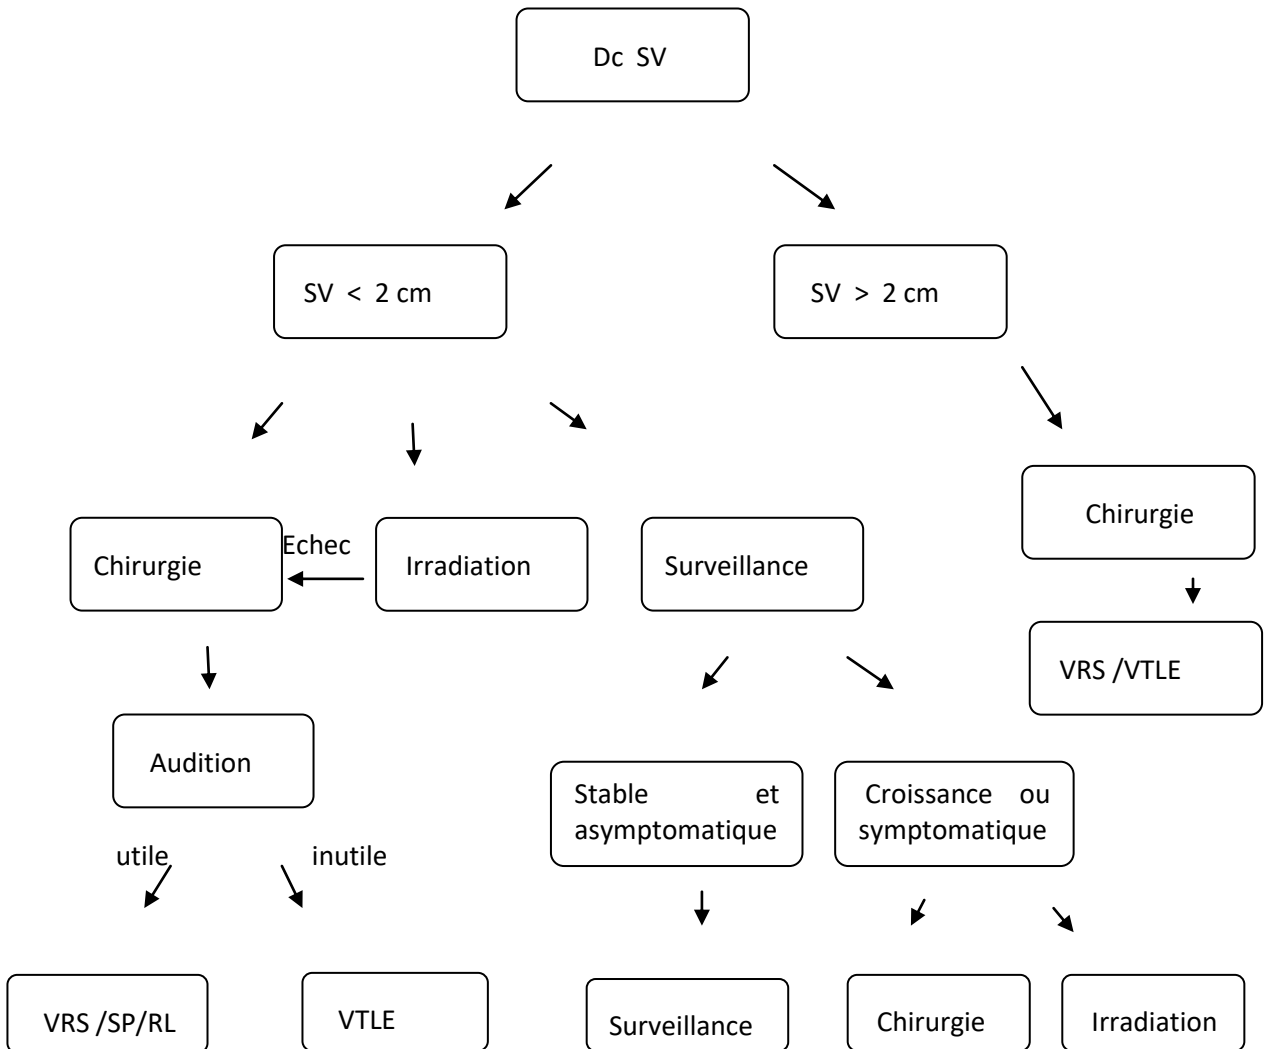 Dc SV
SV < 2 cm
SV > 2 cm
Chirurgie
Echec
Irradiation
Surveillance
Chirurgie
VRS /VTLE
Audition
Stable et
asymptomatique
Croissance ou
symptomatique
utile
inutile
VRS /SP/RL
VTLE
Surveillance
Chirurgie
Irradiation